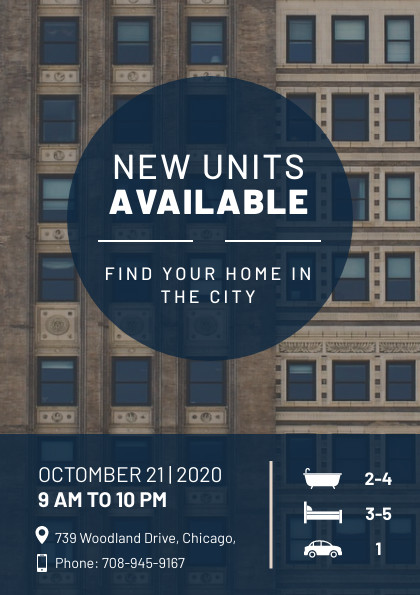 NEW UNITS
AVAILABLE
FIND YOUR HOME IN
THE CITY
OCTOMBER 21 | 2020
9 AM TO 10 PM
739 Woodland Drive, Chicago,
Phone: 708-945-9167
2-4
3-5
1